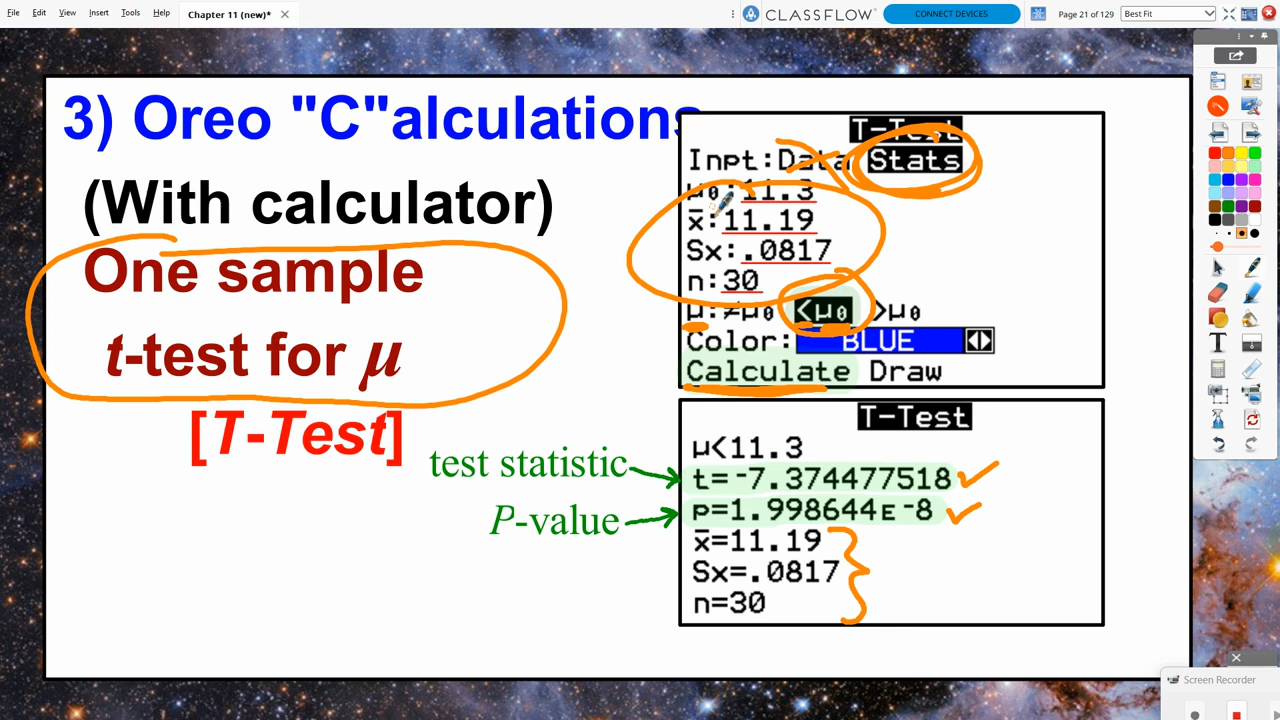 File Edit View Insert Tools Help
Chapter 11 (new)*
CLASSFLOW
CONNECT DEVICES
Page 21 of 129
Best Fit
3) Oreo "C"alcuations
(With calculator)
One sample
t-test for μ
[T-Test]
T-Test
Inpt:Data Stats
μ₀:11.3
x̄:11.19
Sx:.0817
n:30
μ:≠μ₀ <μ₀ >μ₀
Color: BLUE
Calculate Draw
T-Test
μ<11.3
test statistic
t=-7.374477518
P-value
p=1.998644E-8
x̄=11.19
Sx=.0817
n=30
Screen Recorder